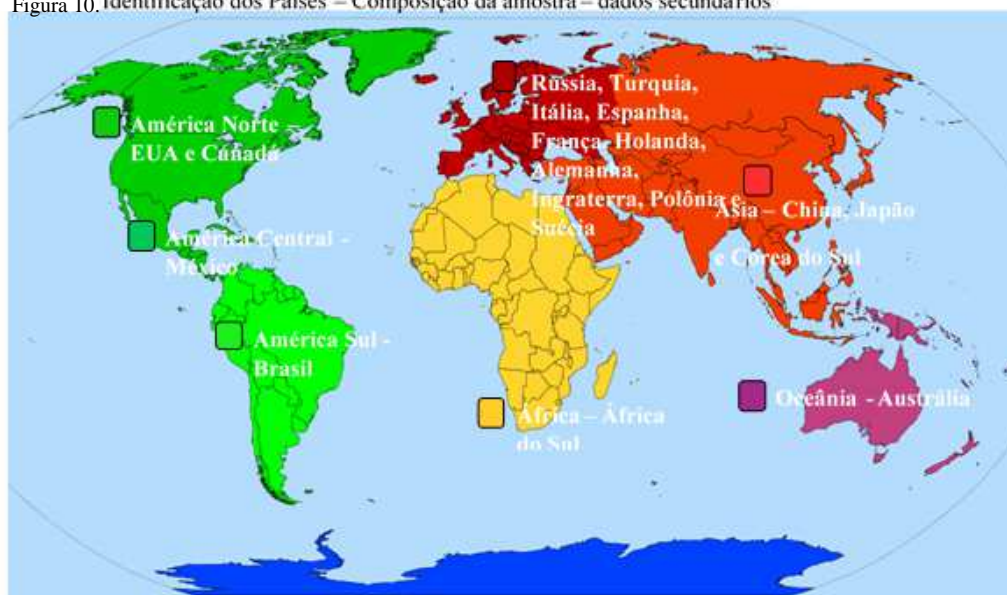 Figura 10. Identificação dos Países – Composição da amostra – dados secundários
América Norte –
EUA e Canadá
América Central -
México
América Sul -
Brasil
Rússia, Turquia,
Itália, Espanha,
França, Holanda,
Alemanha,
Ingraterra, Polônia e
Suécia
Ásia – China, Japão
e Córea do Sul
África – África
do Sul
Oceânia - Austrália